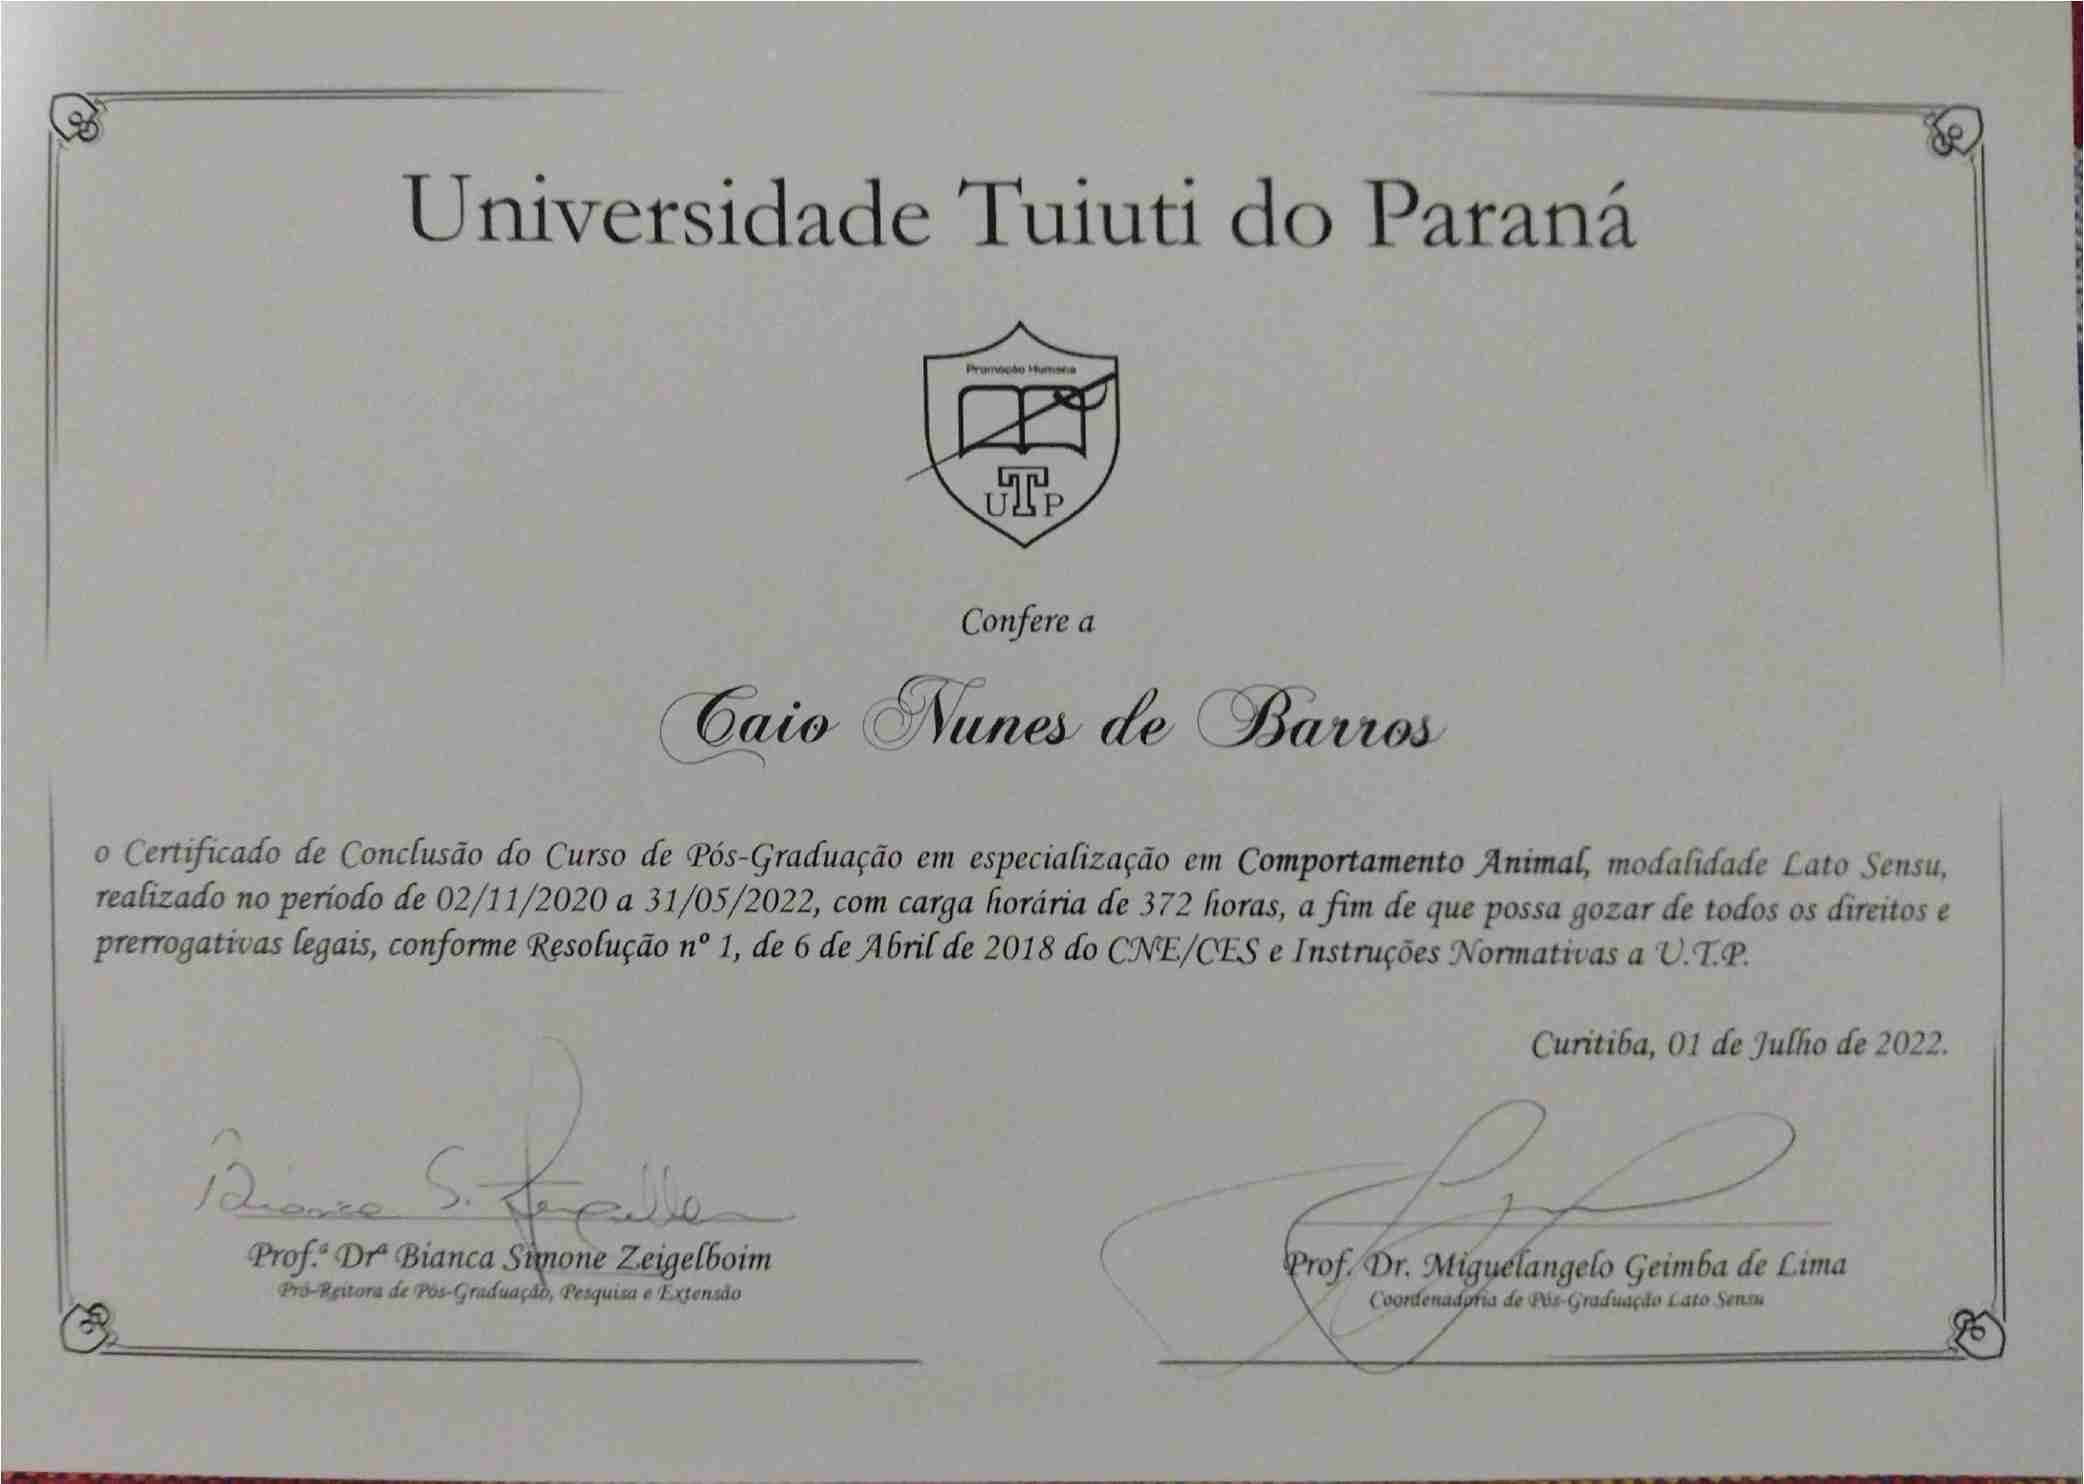 Universidade Tuiuti do Paraná
Promoção Humana
UTP
Confere a
Caio Nunes de Barros
o Certificado de Conclusão do Curso de Pós-Graduação em especialização em Comportamento Animal, modalidade Lato Sensu,
realizado no período de 02/11/2020 a 31/05/2022, com carga horária de 372 horas, a fim de que possa gozar de todos os direitos e
prerrogativas legais, conforme Resolução nº 1, de 6 de Abril de 2018 do CNE/CES e Instruções Normativas a U.T.P.
Curitiba, 01 de Julho de 2022.
Bianca S. Zeigelboim
Prof.ª Drª Bianca Simone Zeigelboim
Pró-Reitora de Pós-Graduação, Pesquisa e Extensão
Prof. Dr. Miguelangelo Geimba de Lima
Coordenadoria de Pós-Graduação Lato Sensu